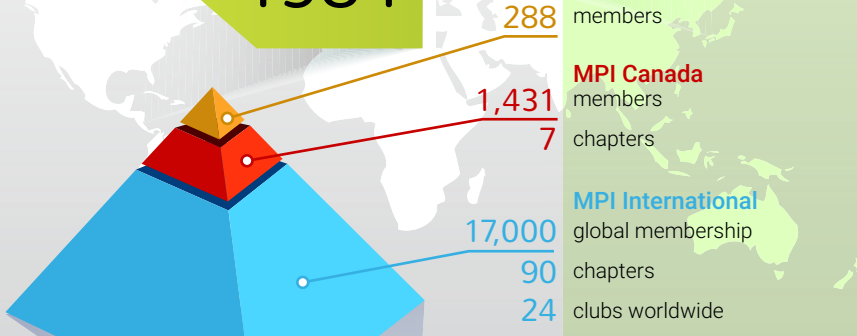 288 members
MPI Canada
1,431 members
7 chapters
MPI International
17,000 global membership
90 chapters
24 clubs worldwide